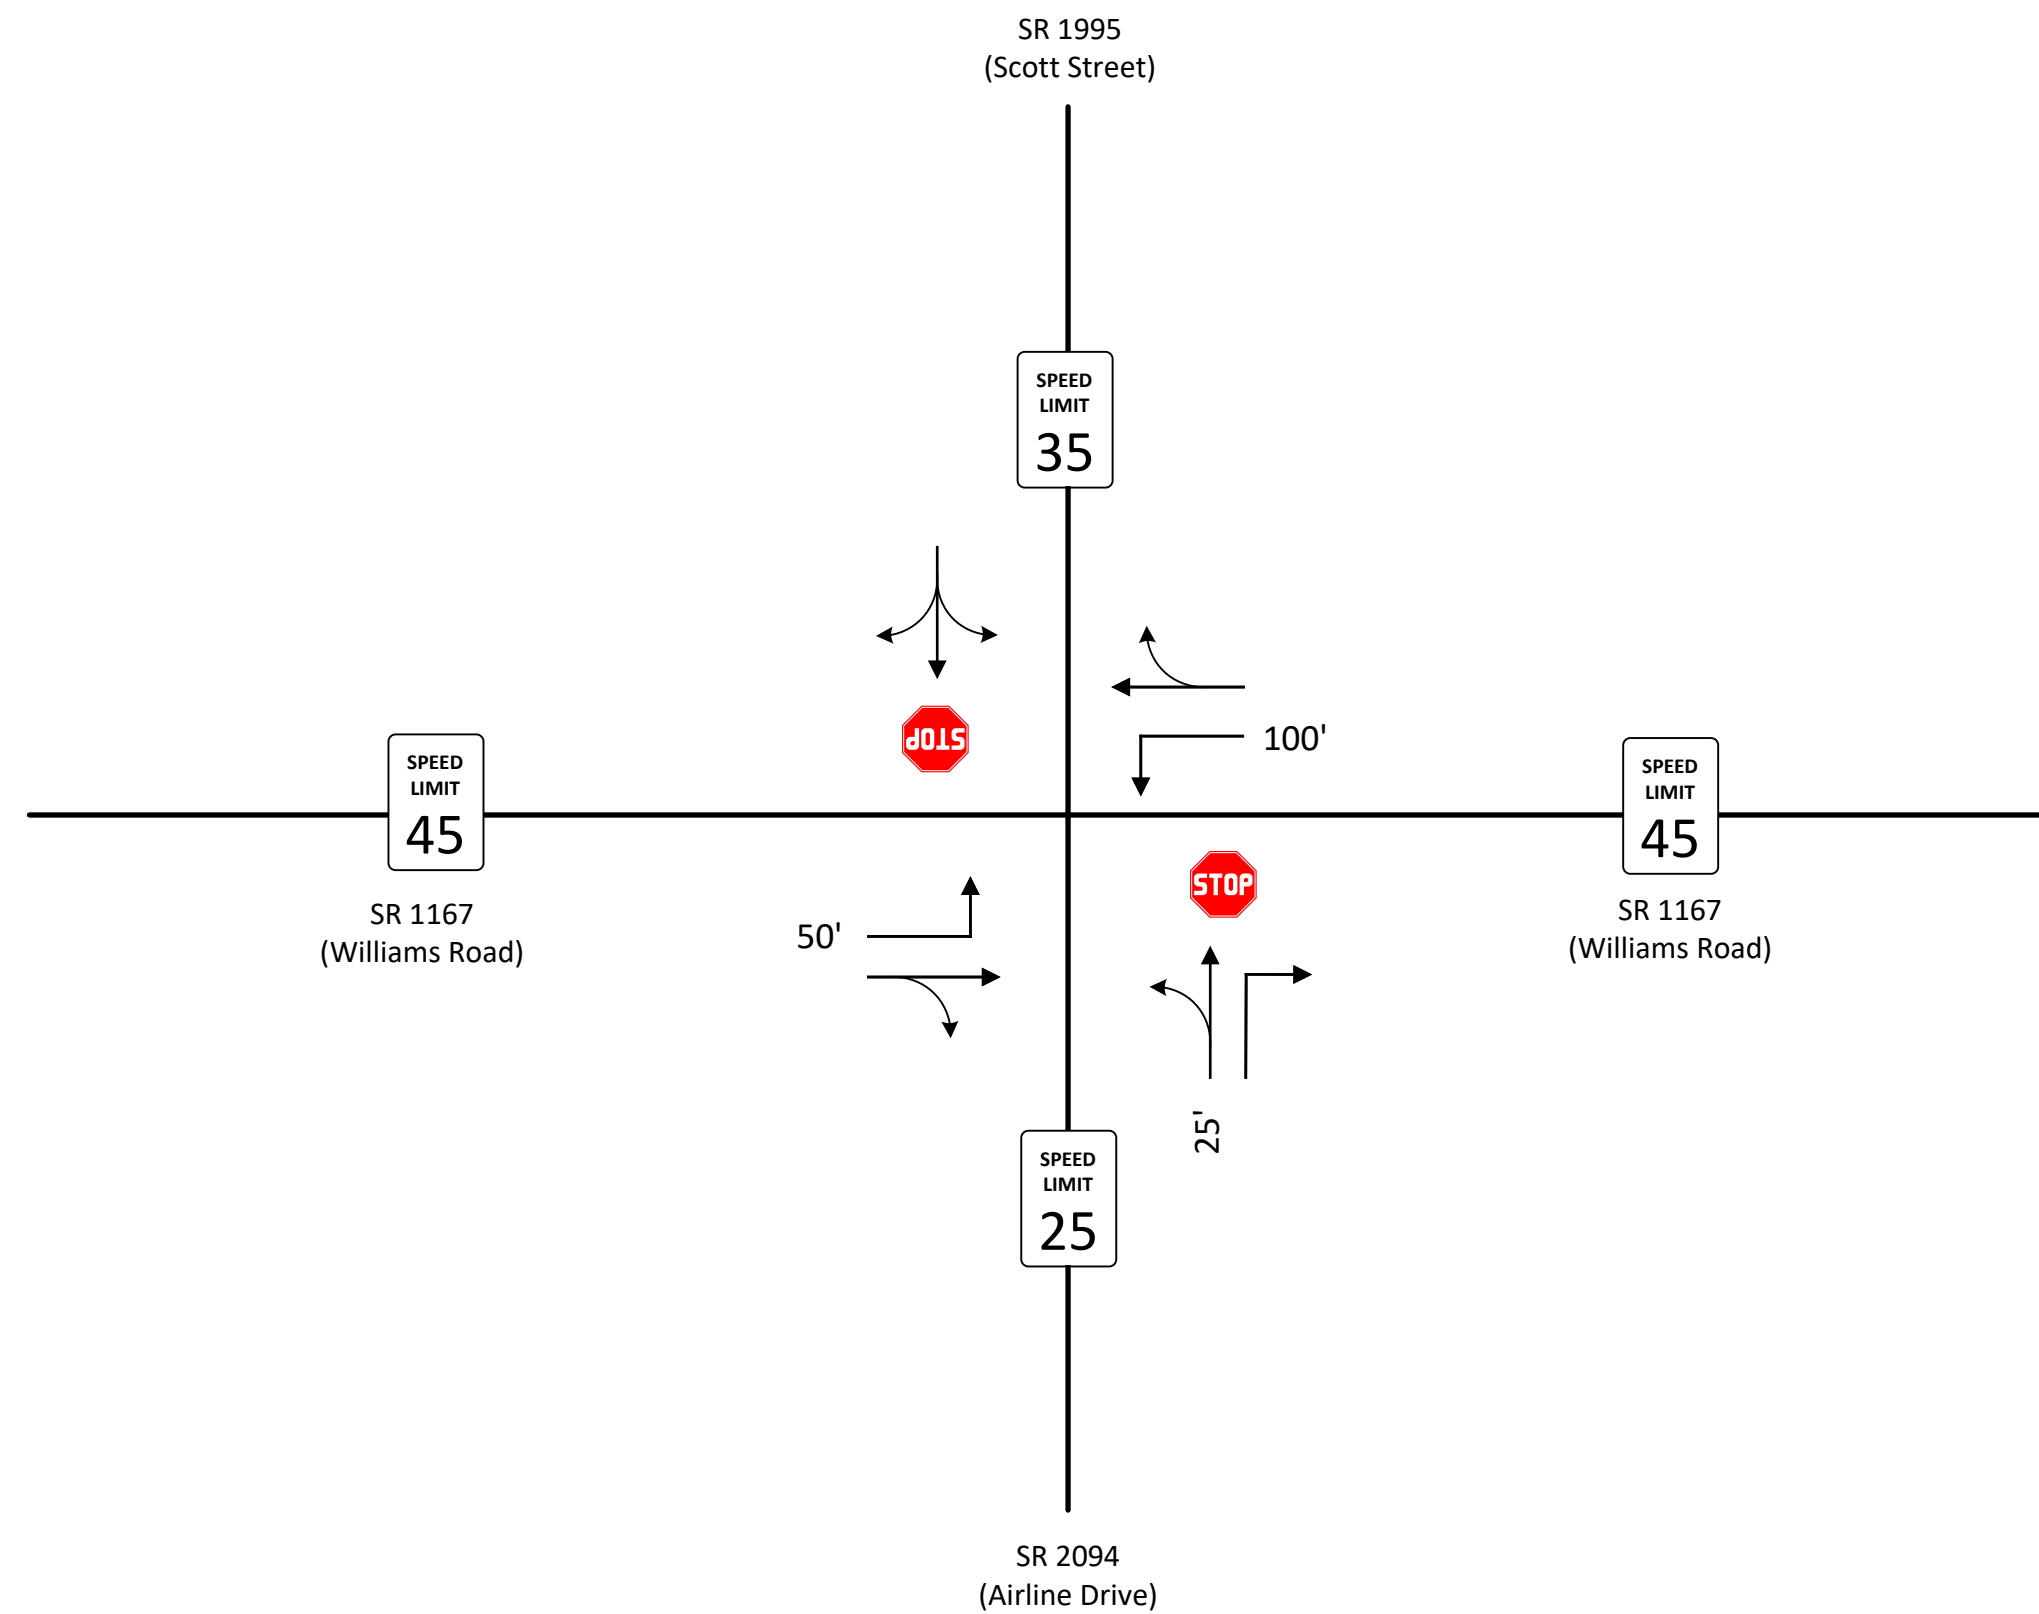 SR 1995
(Scott Street)
SPEED
LIMIT
35
STOP
100'
SPEED
LIMIT
45
SPEED
LIMIT
45
STOP
SR 1167
(Williams Road)
50'
SR 1167
(Williams Road)
25'
SPEED
LIMIT
25
SR 2094
(Airline Drive)